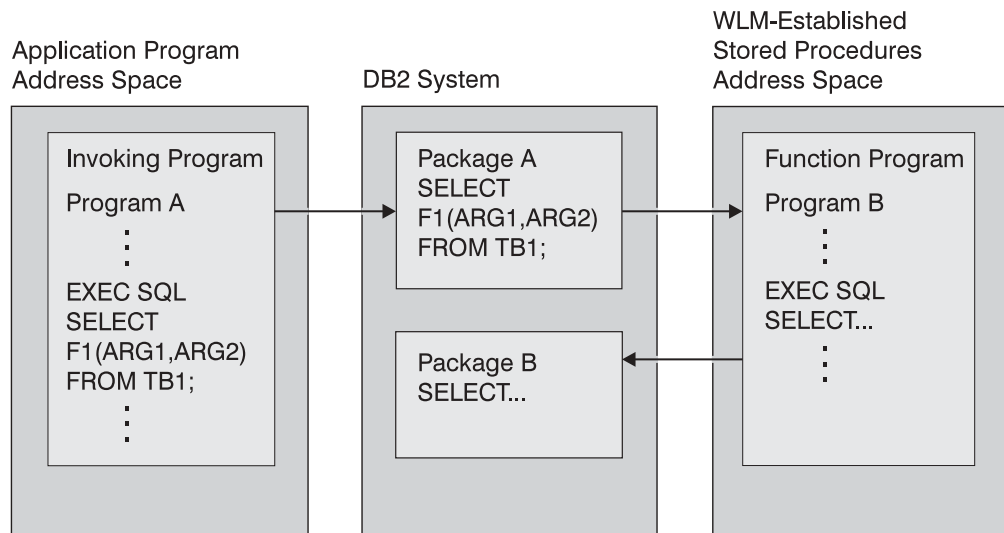 Application Program
Address Space
Invoking Program
Program A
EXEC SQL
SELECT
F1(ARG1,ARG2)
FROM TB1;
DB2 System
Package A
SELECT
F1(ARG1,ARG2)
FROM TB1;
Package B
SELECT...
WLM-Established
Stored Procedures
Address Space
Function Program
Program B
EXEC SQL
SELECT...